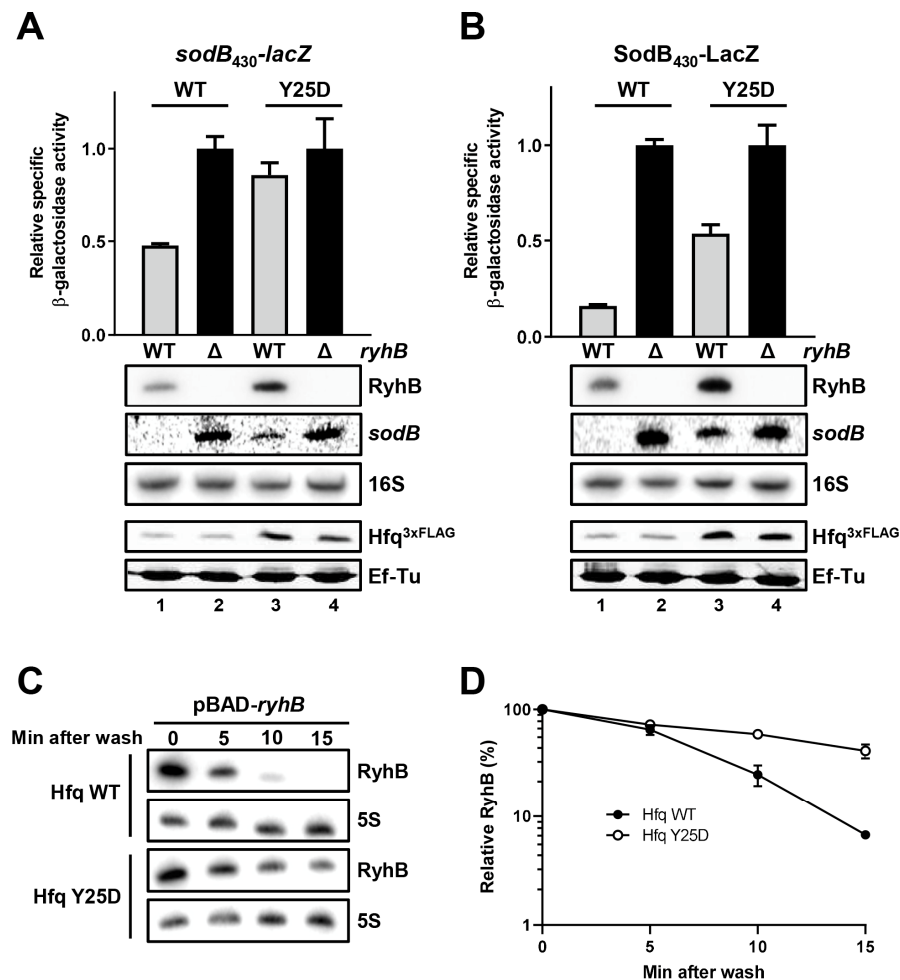 A
sodB430-lacZ
WT Y25D
Relative specific
β-galactosidase activity
1.0
0.5
0.0
WT Δ WT Δ ryhB
RyhB
sodB
16S
Hfq3xFLAG
Ef-Tu
1 2 3 4
B
SodB430-LacZ
WT Y25D
Relative specific
β-galactosidase activity
1.0
0.5
0.0
WT Δ WT Δ ryhB
RyhB
sodB
16S
Hfq3xFLAG
Ef-Tu
1 2 3 4
C
pBAD-ryhB
Min after wash 0 5 10 15
Hfq WT
RyhB
5S
Hfq Y25D
RyhB
5S
D
Relative RyhB (%)
100
10
1
Hfq WT
Hfq Y25D
0 5 10 15
Min after wash